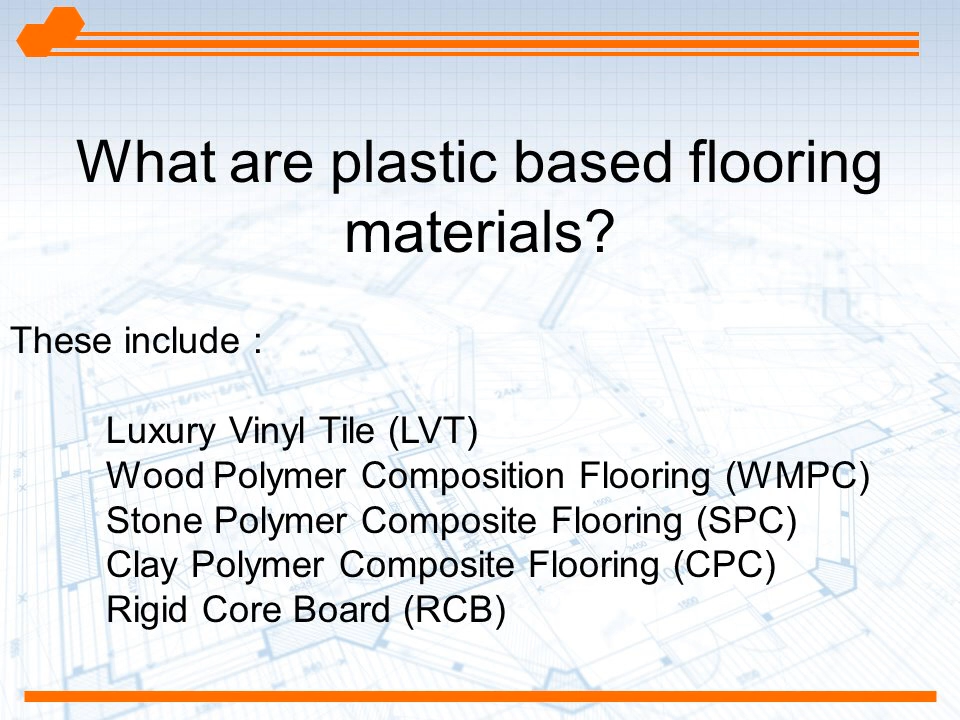 What are plastic based flooring
materials?
These include :
Luxury Vinyl Tile (LVT)
Wood Polymer Composition Flooring (WMPC)
Stone Polymer Composite Flooring (SPC)
Clay Polymer Composite Flooring (CPC)
Rigid Core Board (RCB)